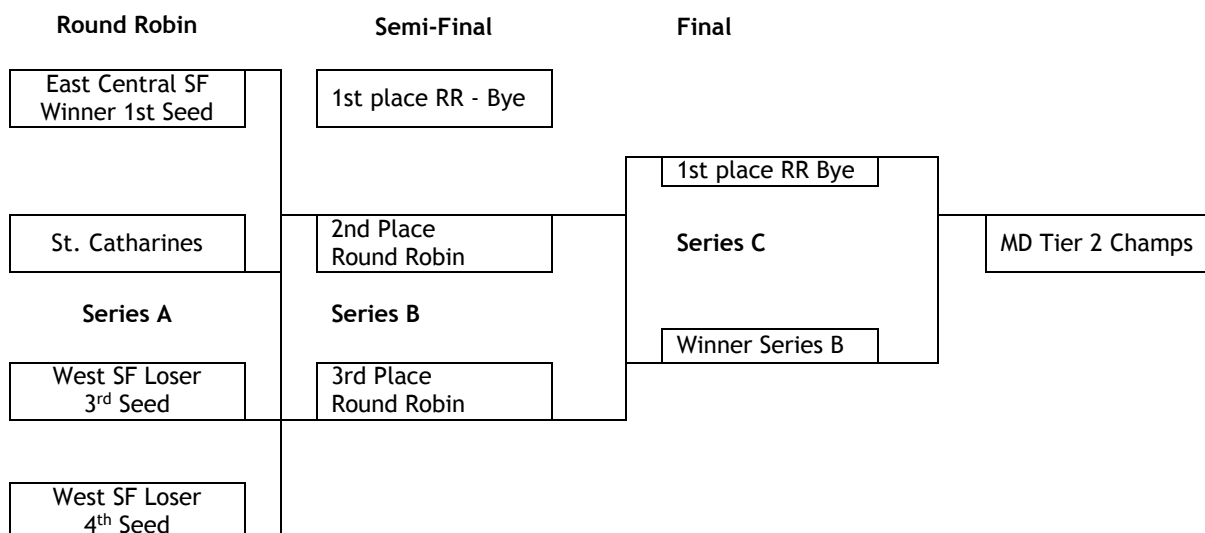 Round Robin
Semi-Final
Final
East Central SF
Winner 1st Seed
1st place RR - Bye
1st place RR Bye
St. Catharines
2nd Place
Round Robin
Series C
MD Tier 2 Champs
Series A
Series B
Winner Series B
West SF Loser
3rd Seed
3rd Place
Round Robin
West SF Loser
4th Seed